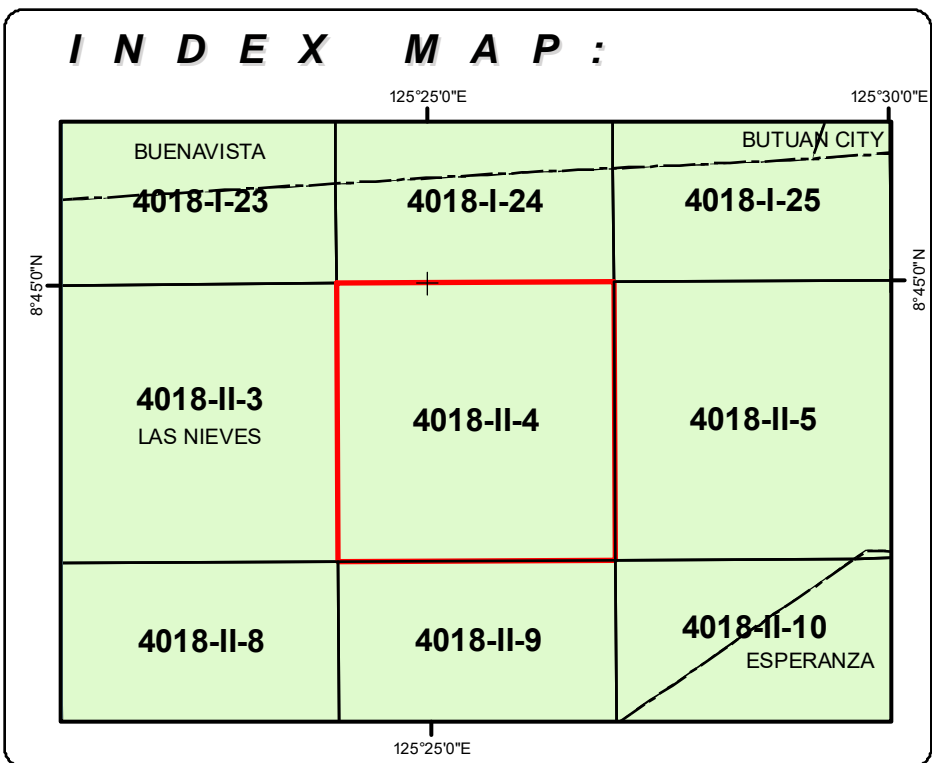 INDEX MAP:
125°25'0"E
125°30'0"E
BUENAVISTA
BUTUAN CITY
4018-I-23
4018-I-24
4018-I-25
8°45'0"N
8°45'0"N
4018-II-3
LAS NIEVES
4018-II-4
4018-II-5
4018-II-8
4018-II-9
4018-II-10
ESPERANZA
125°25'0"E